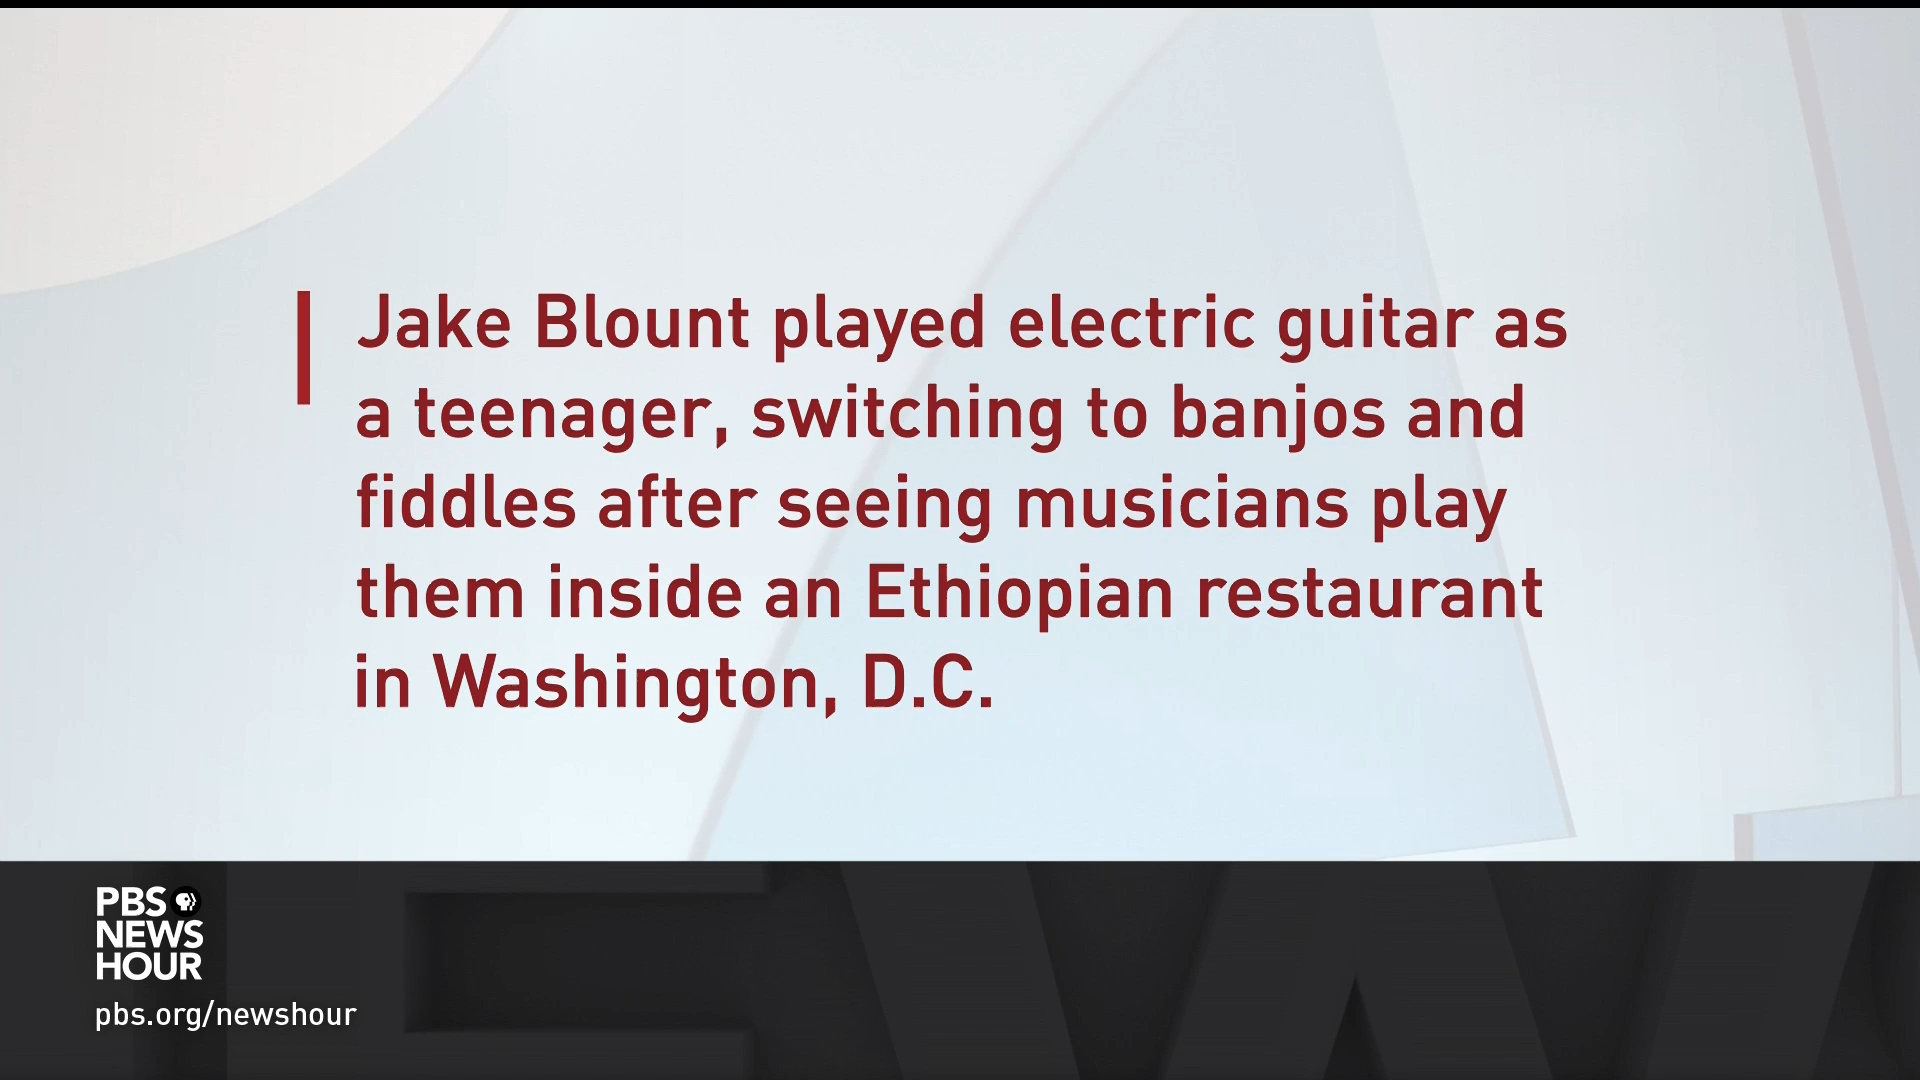 Jake Blount played electric guitar as
a teenager, switching to banjos and
fiddles after seeing musicians play
them inside an Ethiopian restaurant
in Washington, D.C.
PBS
NEWS
HOUR
pbs.org/newshour